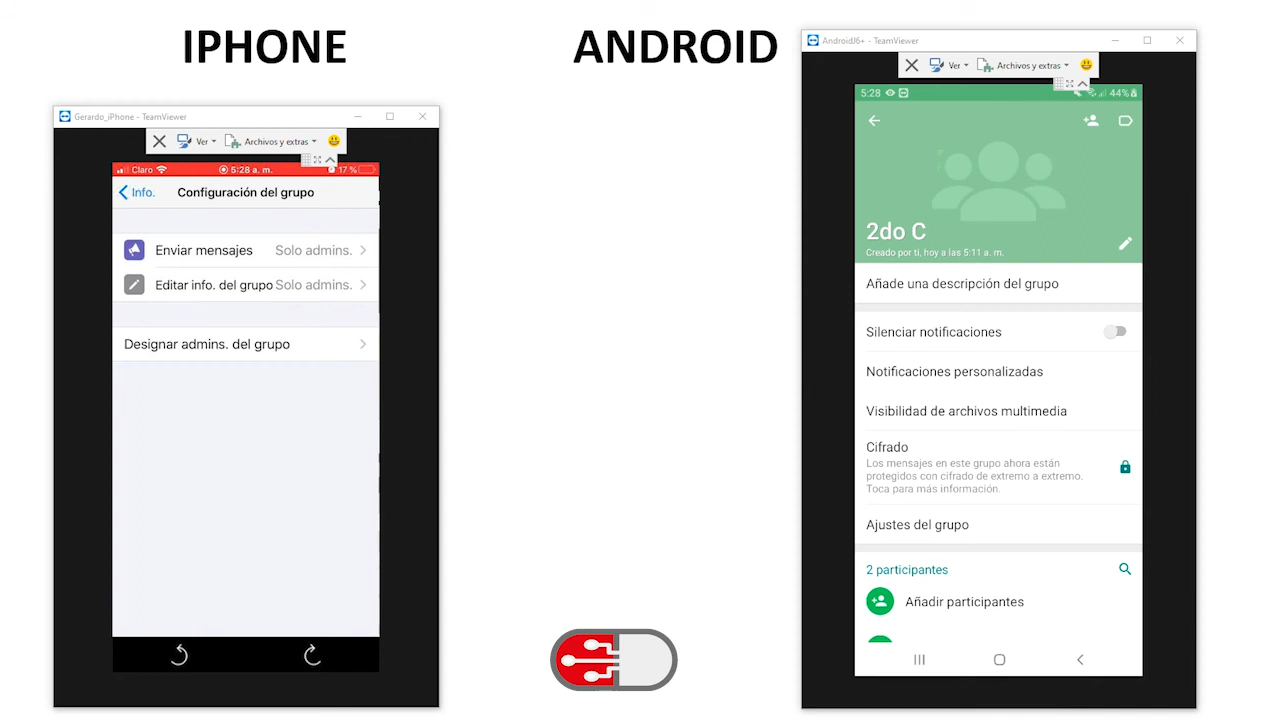 IPHONE
ANDROID
Gerardo_iPhone - TeamViewer
Ver
Archivos y extras
Claro
5:28 a. m.
17 %
Info.
Configuración del grupo
Enviar mensajes
Solo admins.
Editar info. del grupo
Solo admins.
Designar admins. del grupo
AndroidJ6+ - TeamViewer
Ver
Archivos y extras
5:28
44%
2do C
Creado por ti, hoy a las 5:11 a. m.
Añade una descripción del grupo
Silenciar notificaciones
Notificaciones personalizadas
Visibilidad de archivos multimedia
Cifrado
Los mensajes en este grupo ahora están
protegidos con cifrado de extremo a extremo.
Toca para más información.
Ajustes del grupo
2 participantes
Añadir participantes